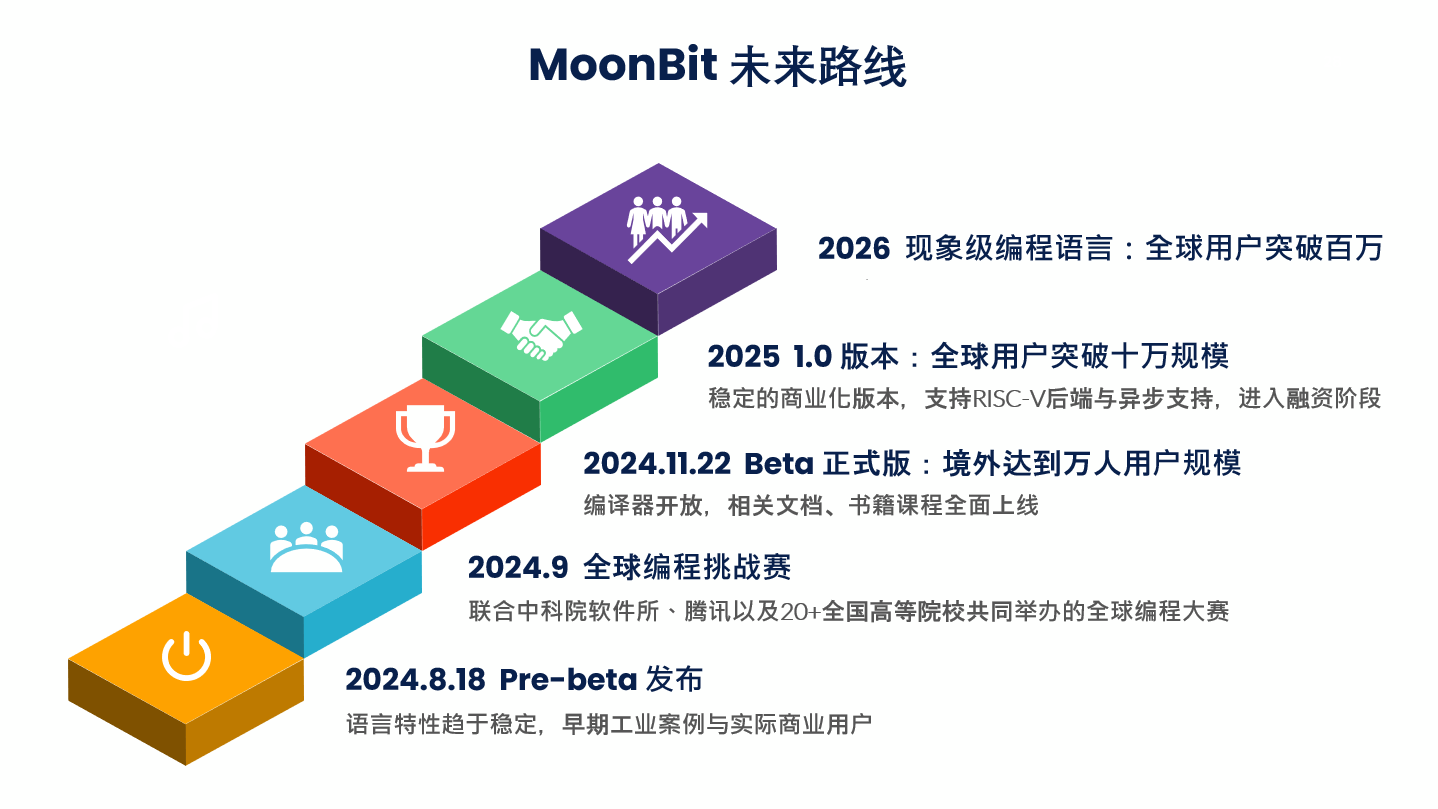 MoonBit 未来路线
2026 现象级编程语言：全球用户突破百万
2025 1.0 版本：全球用户突破十万规模
稳定的商业化版本，支持RISC-V后端与异步支持，进入融资阶段
2024.11.22 Beta 正式版：境外达到万人用户规模
编译器开放，相关文档、书籍课程全面上线
2024.9 全球编程挑战赛
联合中科院软件所、腾讯以及20+全国高等院校共同举办的全球编程大赛
2024.8.18 Pre-beta 发布
语言特性趋于稳定，早期工业案例与实际商业用户